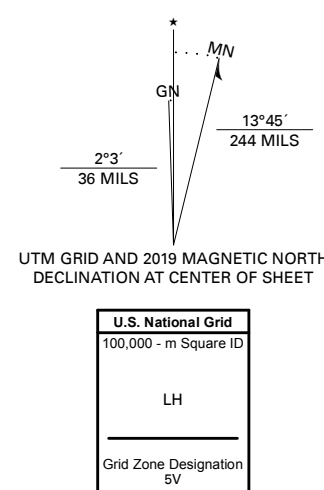 ★
MN
GN
13°45´
244 MILS
2°3´
36 MILS
UTM GRID AND 2019 MAGNETIC NORTH
DECLINATION AT CENTER OF SHEET
U.S. National Grid
100,000 - m Square ID
LH
Grid Zone Designation
5V